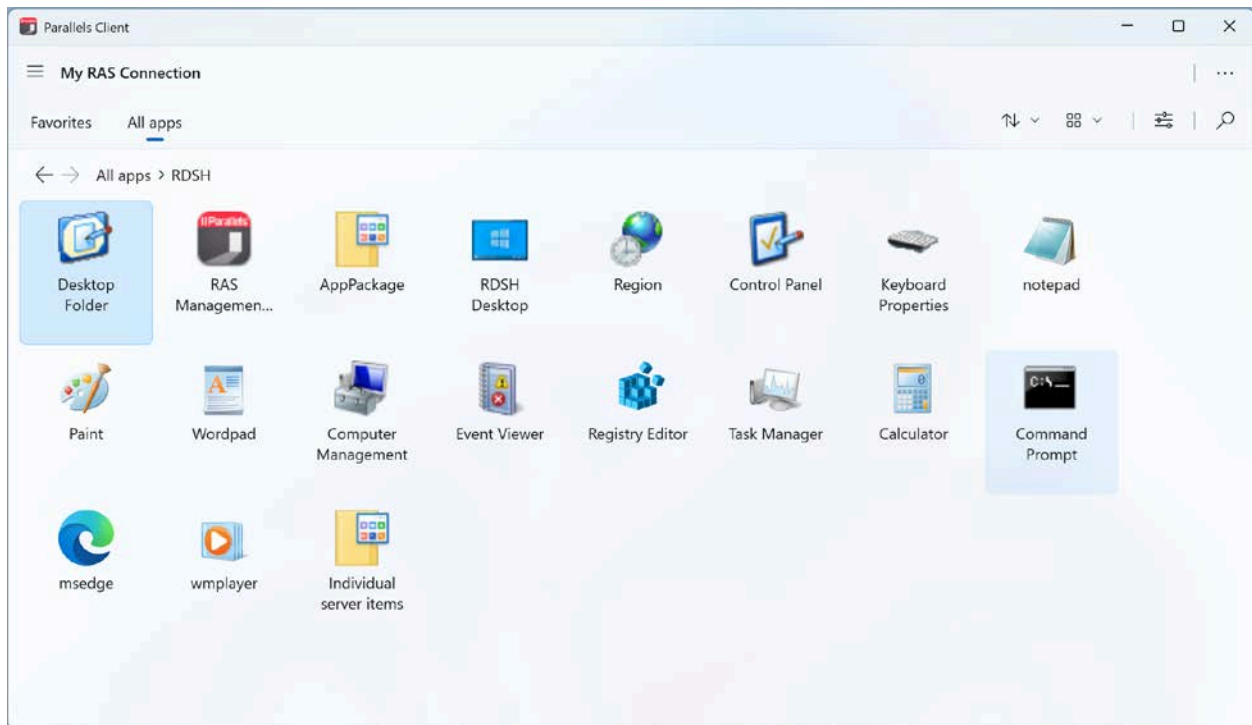 Parallels Client
My RAS Connection
Favorites All apps
All apps > RDSH
Parallels
Desktop
Folder
RAS
Managemen...
AppPackage
RDSH
Desktop
Region
Control Panel
Keyboard
Properties
notepad
Paint
A
Wordpad
Computer
Management
Event Viewer
Registry Editor
Task Manager
0
Calculator
C:\_
Command
Prompt
msedge
wmplayer
Individual
server items